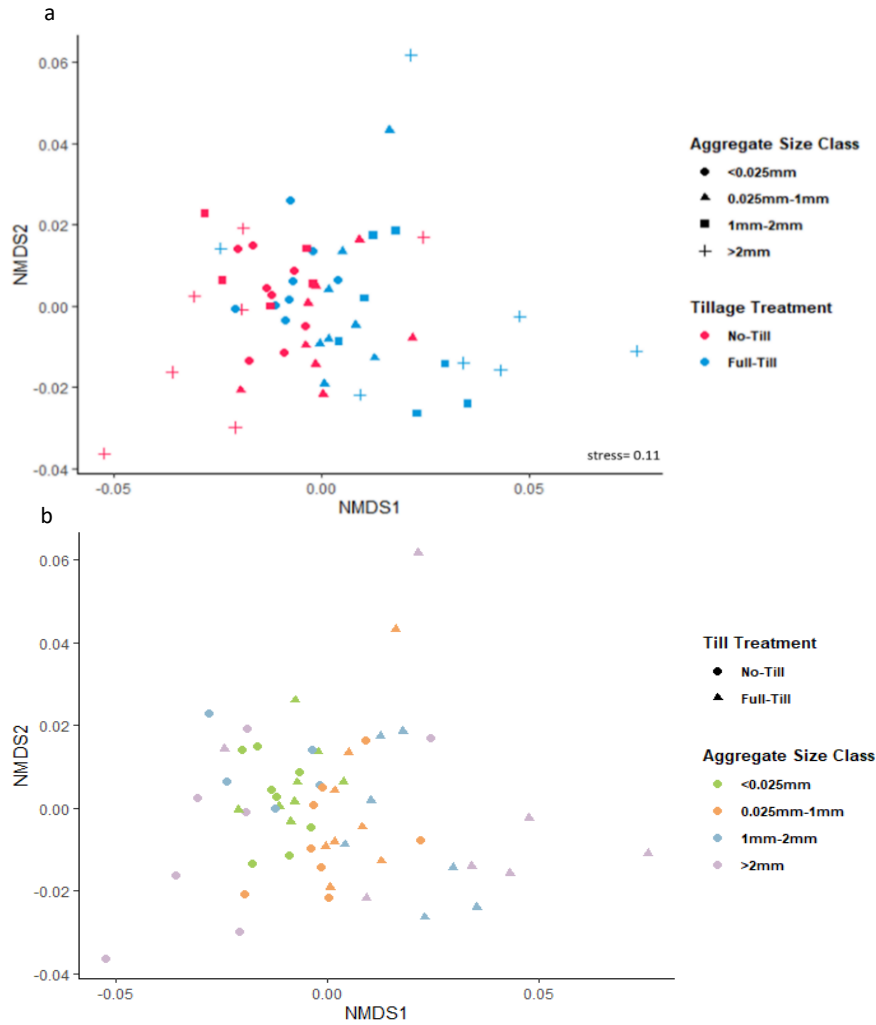 a
0.06
0.04
0.02
0.00
-0.02
-0.04
NMDS2
-0.05
0.00
0.05
NMDS1
stress= 0.11
Aggregate Size Class
<0.025mm
0.025mm-1mm
1mm-2mm
>2mm
Tillage Treatment
No-Till
Full-Till
b
0.06
0.04
0.02
0.00
-0.02
-0.04
NMDS2
-0.05
0.00
0.05
NMDS1
Till Treatment
No-Till
Full-Till
Aggregate Size Class
<0.025mm
0.025mm-1mm
1mm-2mm
>2mm